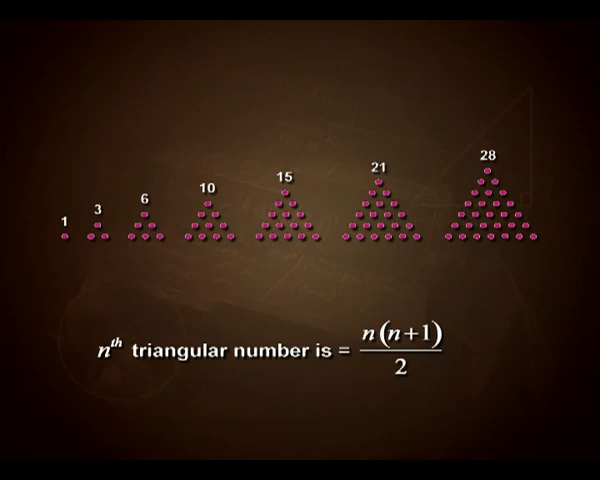 1 3 6 10 15 21 28
nth triangular number is = n(n+1)/2